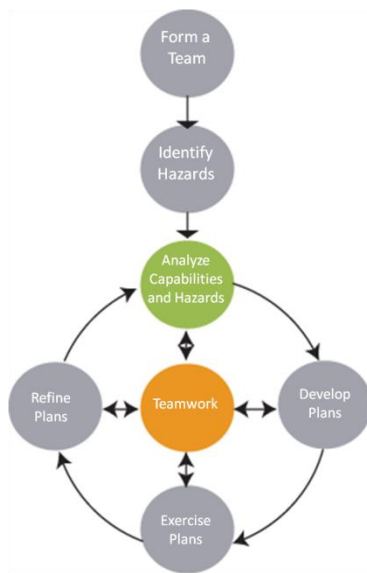 Form a
Team
Identify
Hazards
Analyze
Capabilities
and Hazards
Refine
Plans
Teamwork
Develop
Plans
Exercise
Plans